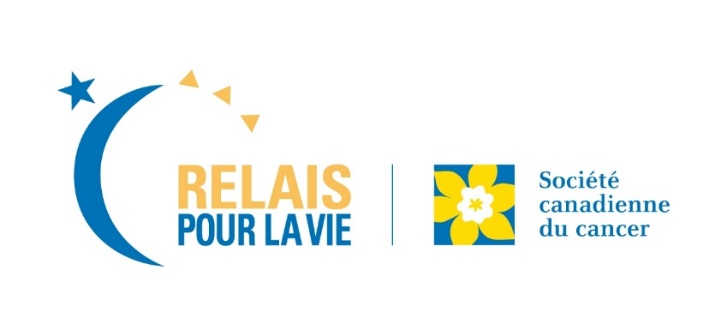 RELAIS
POUR LA VIE
Société
canadienne
du cancer